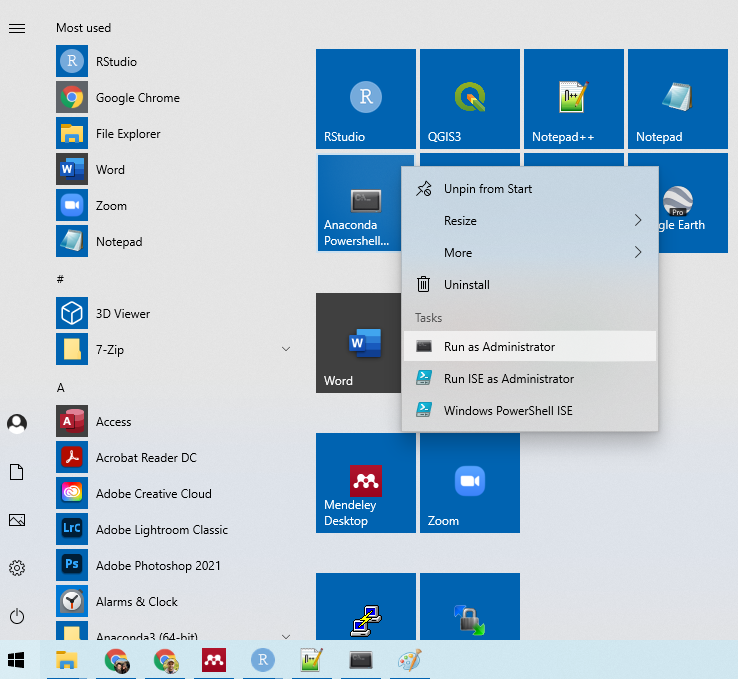 Most used
RStudio
Google Chrome
File Explorer
Word
Zoom
Notepad
#
3D Viewer
7-Zip
A
Access
Acrobat Reader DC
Adobe Creative Cloud
Adobe Lightroom Classic
Adobe Photoshop 2021
Alarms & Clock
Anaconda3 (64-bit)
R
RStudio
QGIS3
Notepad++
Notepad
Anaconda
Powershell...
Pro
gle Earth
Word
Mendeley
Desktop
Zoom
Unpin from Start
Resize
More
Uninstall
Tasks
Run as Administrator
Run ISE as Administrator
Windows PowerShell ISE